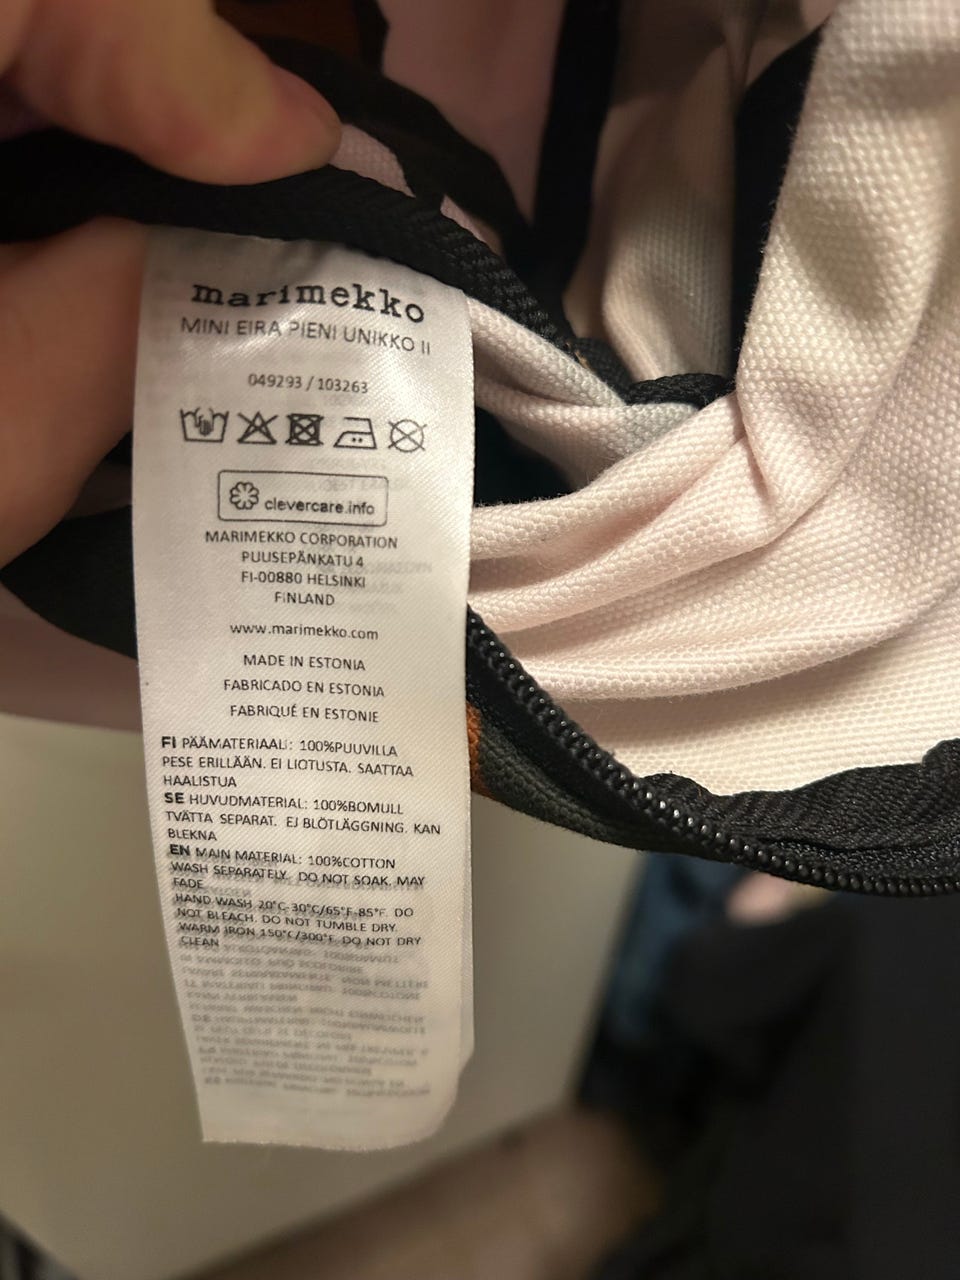 marimekko
MINI EIRA PIENI UNIKKO II
049293 / 103263
clevercare.info
MARIMEKKO CORPORATION
PUUSEPÄNKATU 4
FI-00880 HELSINKI
FINLAND
www.marimekko.com
MADE IN ESTONIA
FABRICADO EN ESTONIA
FABRIQUÉ EN ESTONIE
FI PÄÄMATERIAALI: 100%PUUVILLA
PESE ERILLÄÄN. EI LIOTUSTA. SAATTAA
HAALISTUA
SE HUVUDMATERIAL: 100%BOMULL
TVÄTTA SEPARAT. EJ BLÖTLÄGGNING. KAN
BLEKNA
EN MAIN MATERIAL: 100%COTTON
WASH SEPARATELY. DO NOT SOAK. MAY
FADE
HAND WASH 20°C-30°C/65°F-85°F. DO
NOT BLEACH. DO NOT TUMBLE DRY.
WARM IRON 150°C/300°F. DO NOT DRY
CLEAN